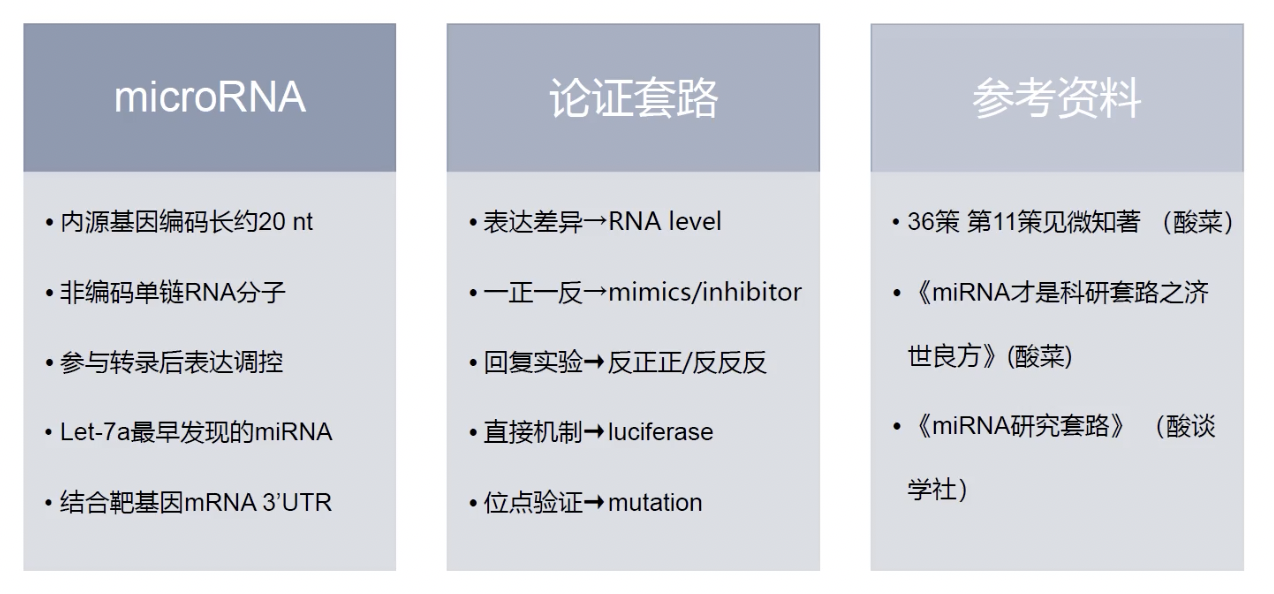 microRNA
• 内源基因编码长约20 nt
• 非编码单链RNA分子
• 参与转录后表达调控
• Let-7a最早发现的miRNA
• 结合靶基因mRNA 3’UTR
论证套路
• 表达差异→RNA level
• 一正一反→mimics/inhibitor
• 回复实验→反正正/反反反
• 直接机制→luciferase
• 位点验证→mutation
参考资料
• 36策 第11策见微知著 （酸菜）
• 《miRNA才是科研套路之济
世良方》(酸菜)
• 《miRNA研究套路》 （酸谈
学社）